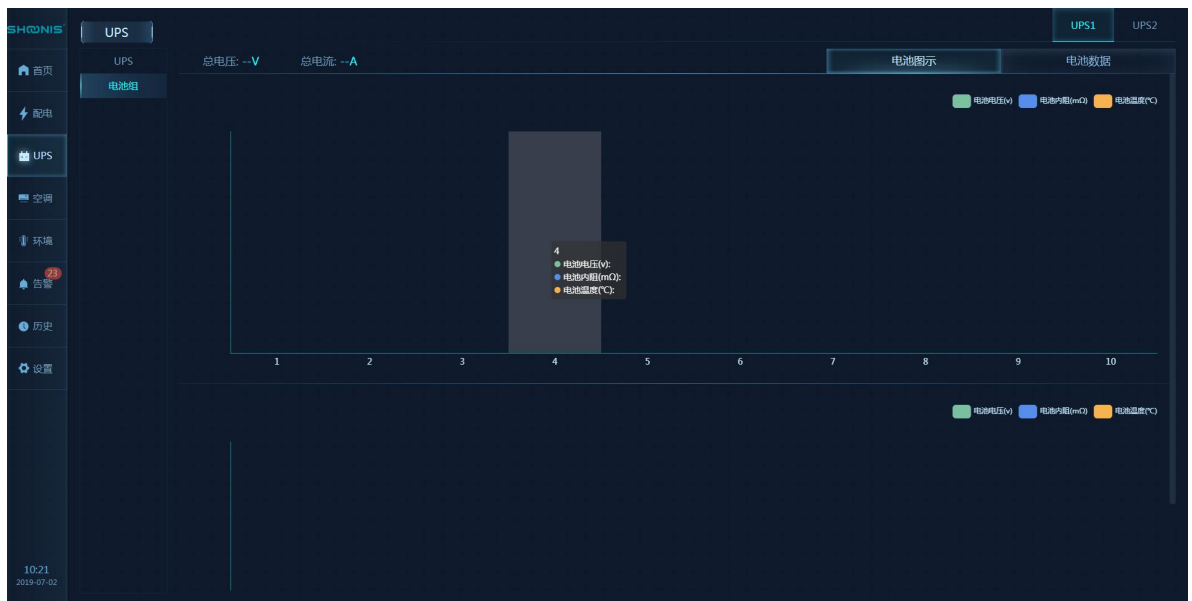 SHOONIS
UPS
UPS1
UPS2
首页
配电
UPS
空调
环境
告警
23
历史
设置
10:21
2019-07-02
UPS
电池组
总电压: --V
总电流: --A
电池图示
电池数据
电池电压(v)
电池内阻(mΩ)
电池温度(℃)
4
电池电压(v):
电池内阻(mΩ):
电池温度(℃):
1 2 3 4 5 6 7 8 9 10
电池电压(v)
电池内阻(mΩ)
电池温度(℃)